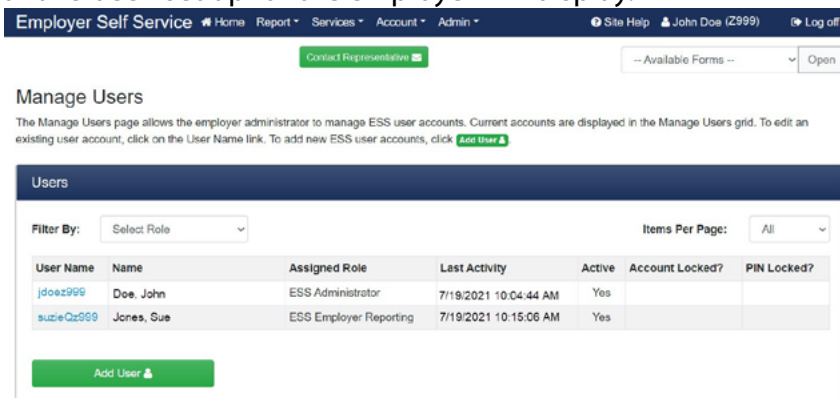 Employer Self Service Home Report Services Account Admin Site Help John Doe (Z999) Log off
Contact Representative -- Available Forms -- Open
Manage Users
The Manage Users page allows the employer administrator to manage ESS user accounts. Current accounts are displayed in the Manage Users grid. To edit an
existing user account, click on the User Name link. To add new ESS user accounts, click Add User
Users
Filter By: Select Role Items Per Page: All
User Name Name Assigned Role Last Activity Active Account Locked? PIN Locked?
jdoez999 Doe, John ESS Administrator 7/19/2021 10:04:44 AM Yes
suzieQz999 Jones, Sue ESS Employer Reporting 7/19/2021 10:15:06 AM Yes
Add User